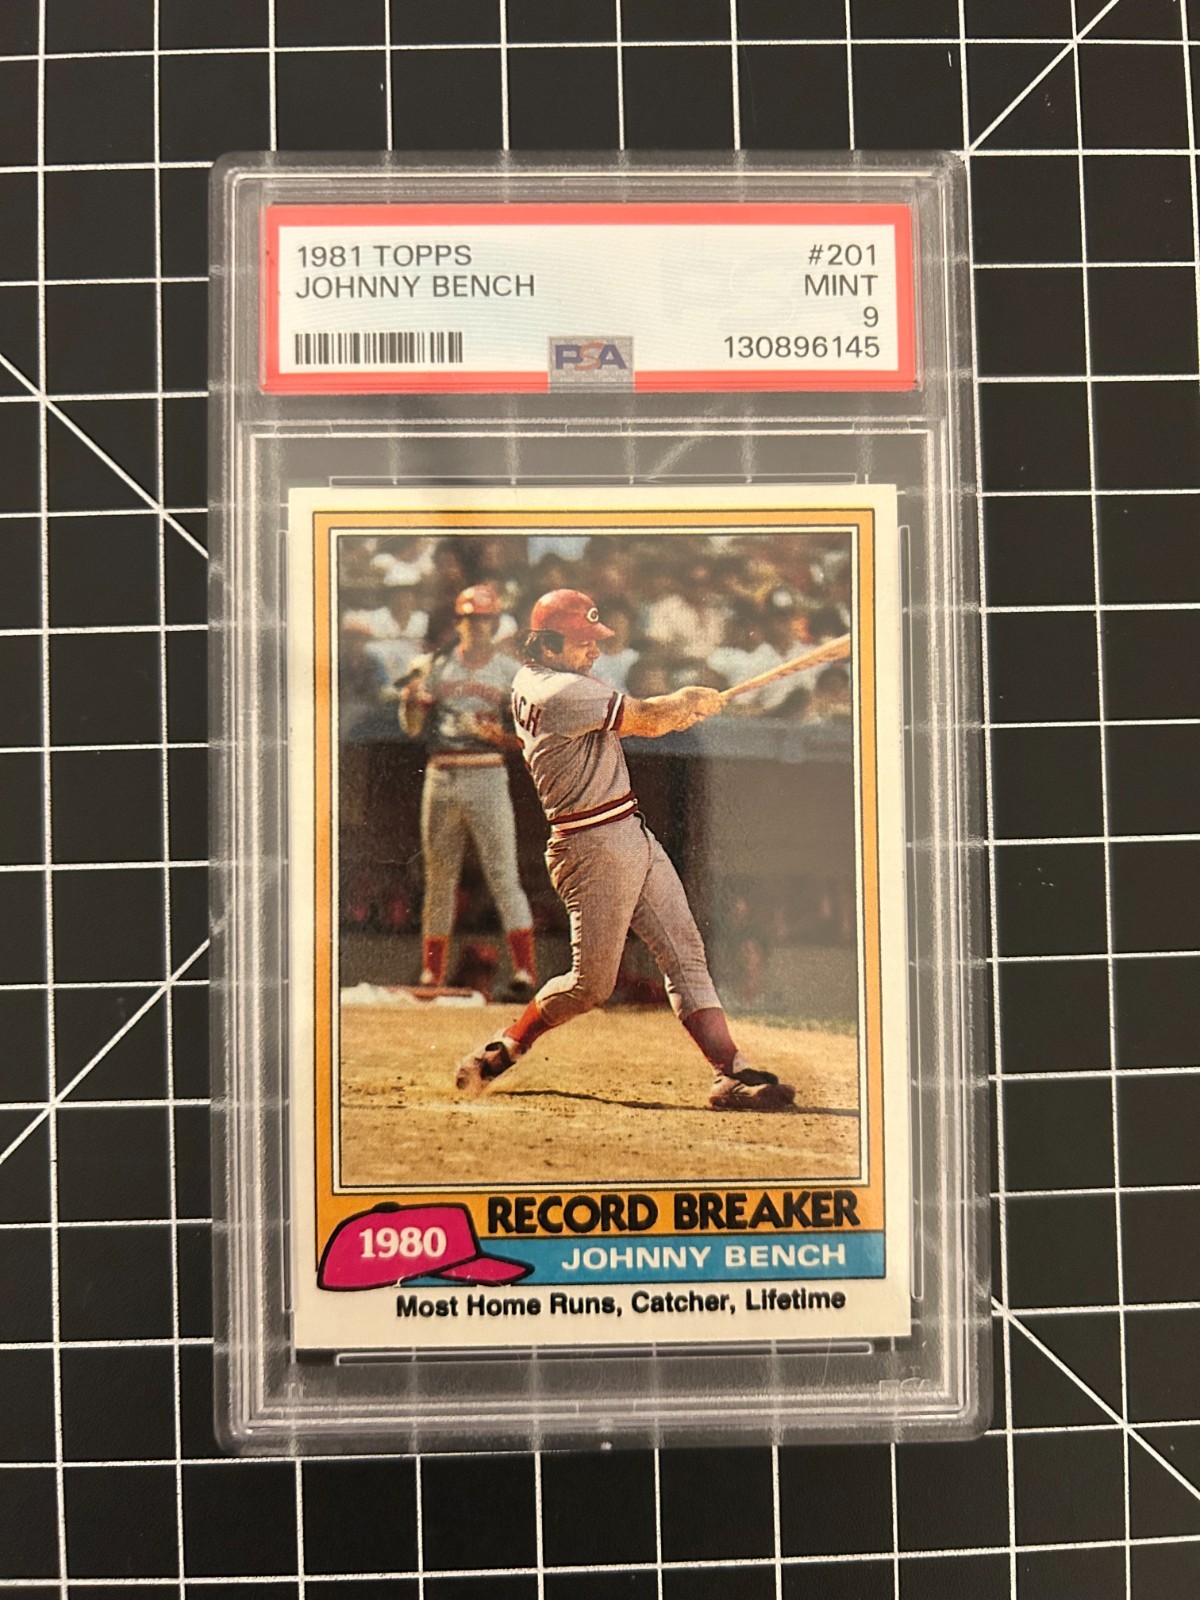 1981 TOPPS #201
JOHNNY BENCH MINT
9
PSA 130896145
C
CH
1980 RECORD BREAKER
JOHNNY BENCH
Most Home Runs, Catcher, Lifetime